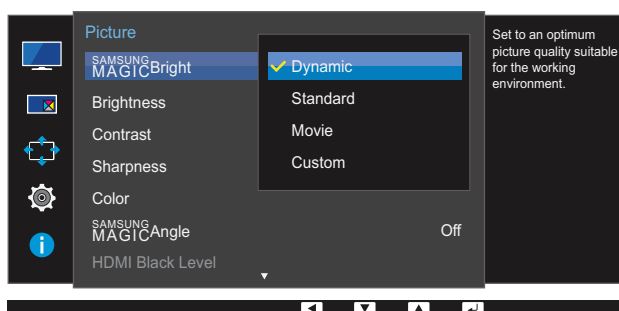 Picture
SAMSUNG
MAGICBright
Brightness
Contrast
Sharpness
Color
SAMSUNG
MAGICAngle
Off
HDMI Black Level
Dynamic
Standard
Movie
Custom
Set to an optimum
picture quality suitable
for the working
environment.